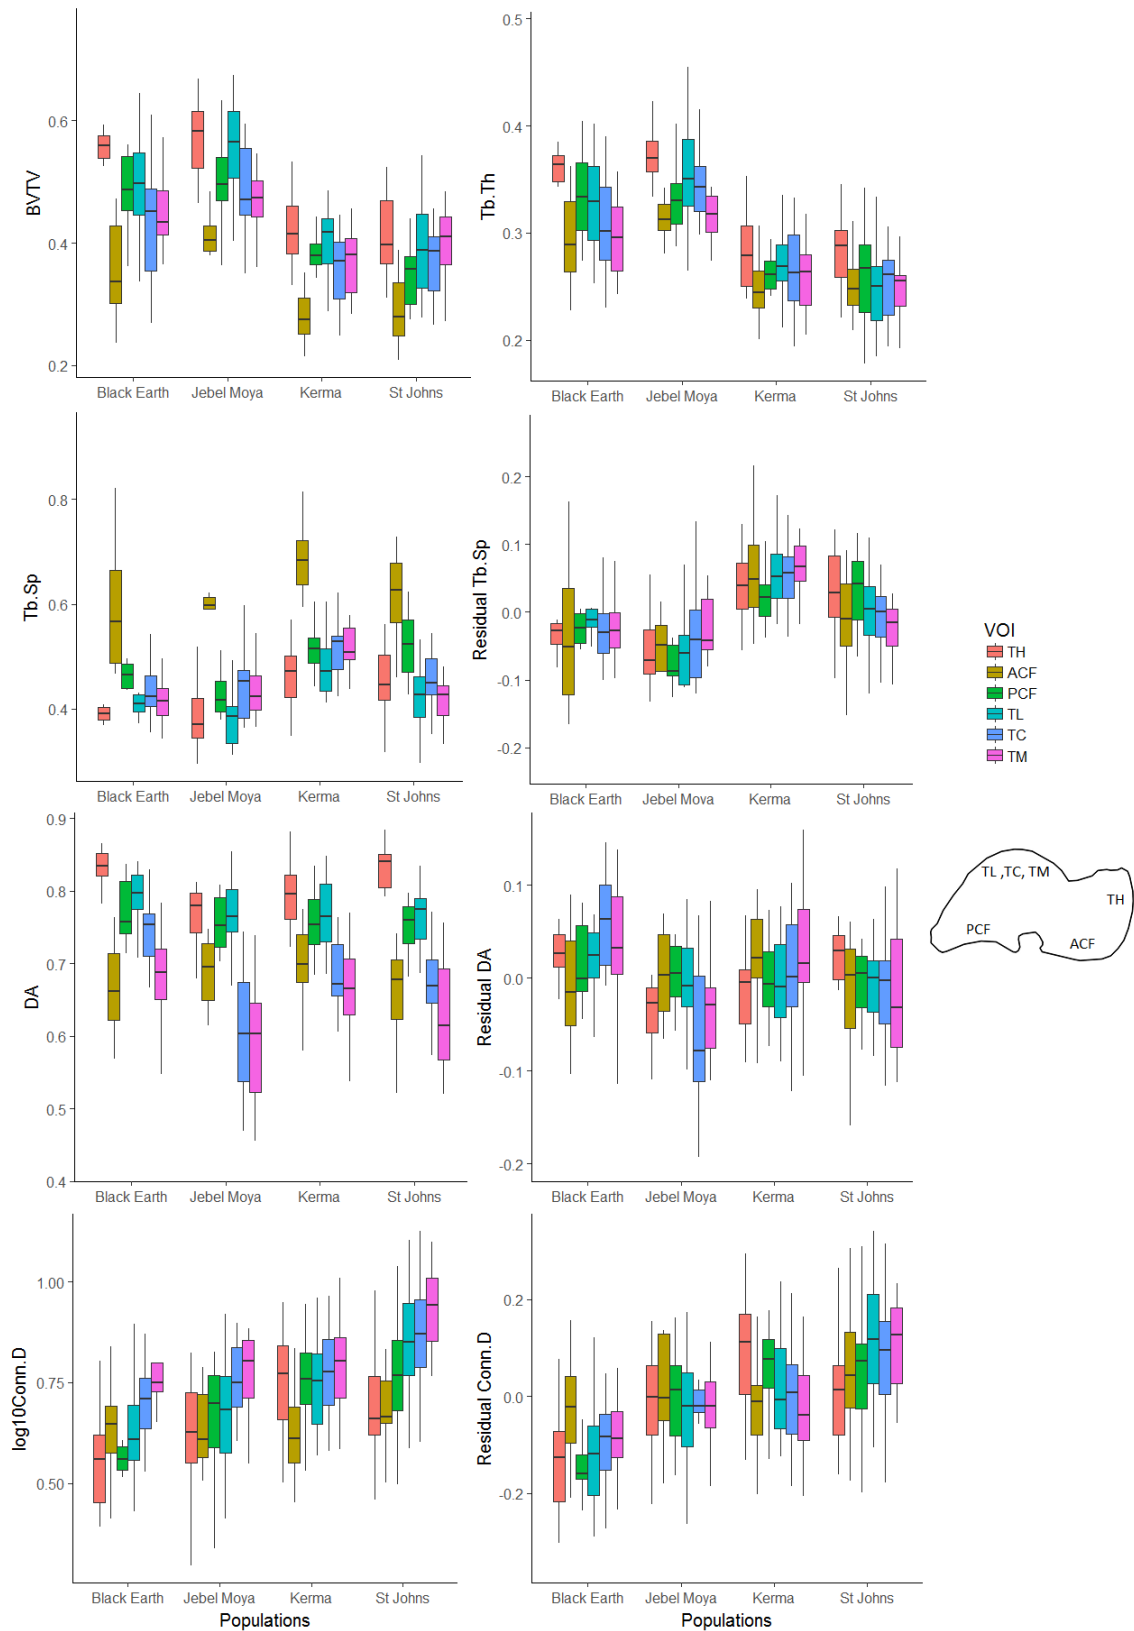 BVTV
0.6
0.4
0.2
Black Earth Jebel Moya Kerma St Johns
Tb.Th
0.5
0.4
0.3
0.2
Black Earth Jebel Moya Kerma St Johns
Tb.Sp
0.8
0.6
0.4
Black Earth Jebel Moya Kerma St Johns
Residual Tb.Sp
0.2
0.1
0.0
-0.1
-0.2
Black Earth Jebel Moya Kerma St Johns
VOI
TH
ACF
PCF
TL
TC
TM
DA
0.9
0.8
0.7
0.6
0.5
0.4
Black Earth Jebel Moya Kerma St Johns
Residual DA
0.1
0.0
-0.1
-0.2
Black Earth Jebel Moya Kerma St Johns
TL ,TC, TM
TH
PCF
ACF
log10Conn.D
1.00
0.75
0.50
Black Earth Jebel Moya Kerma St Johns
Populations
Residual Conn.D
0.2
0.0
-0.2
Black Earth Jebel Moya Kerma St Johns
Populations